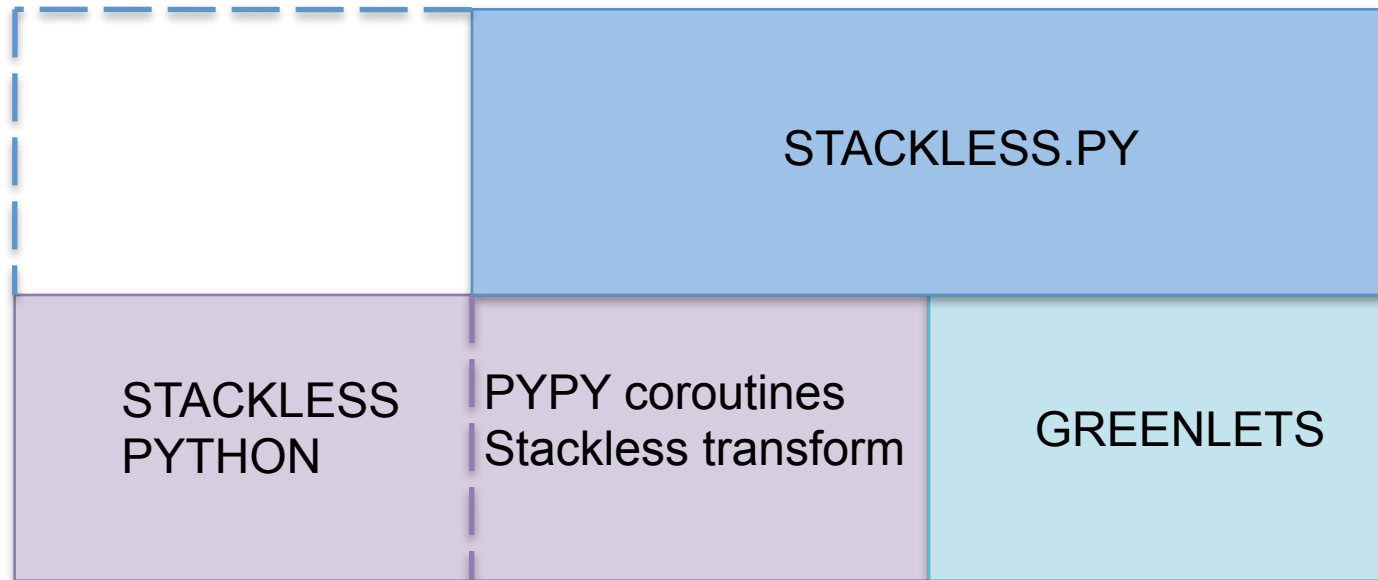 STACKLESS.PY
STACKLESS
PYTHON
PYPY coroutines
Stackless transform
GREENLETS